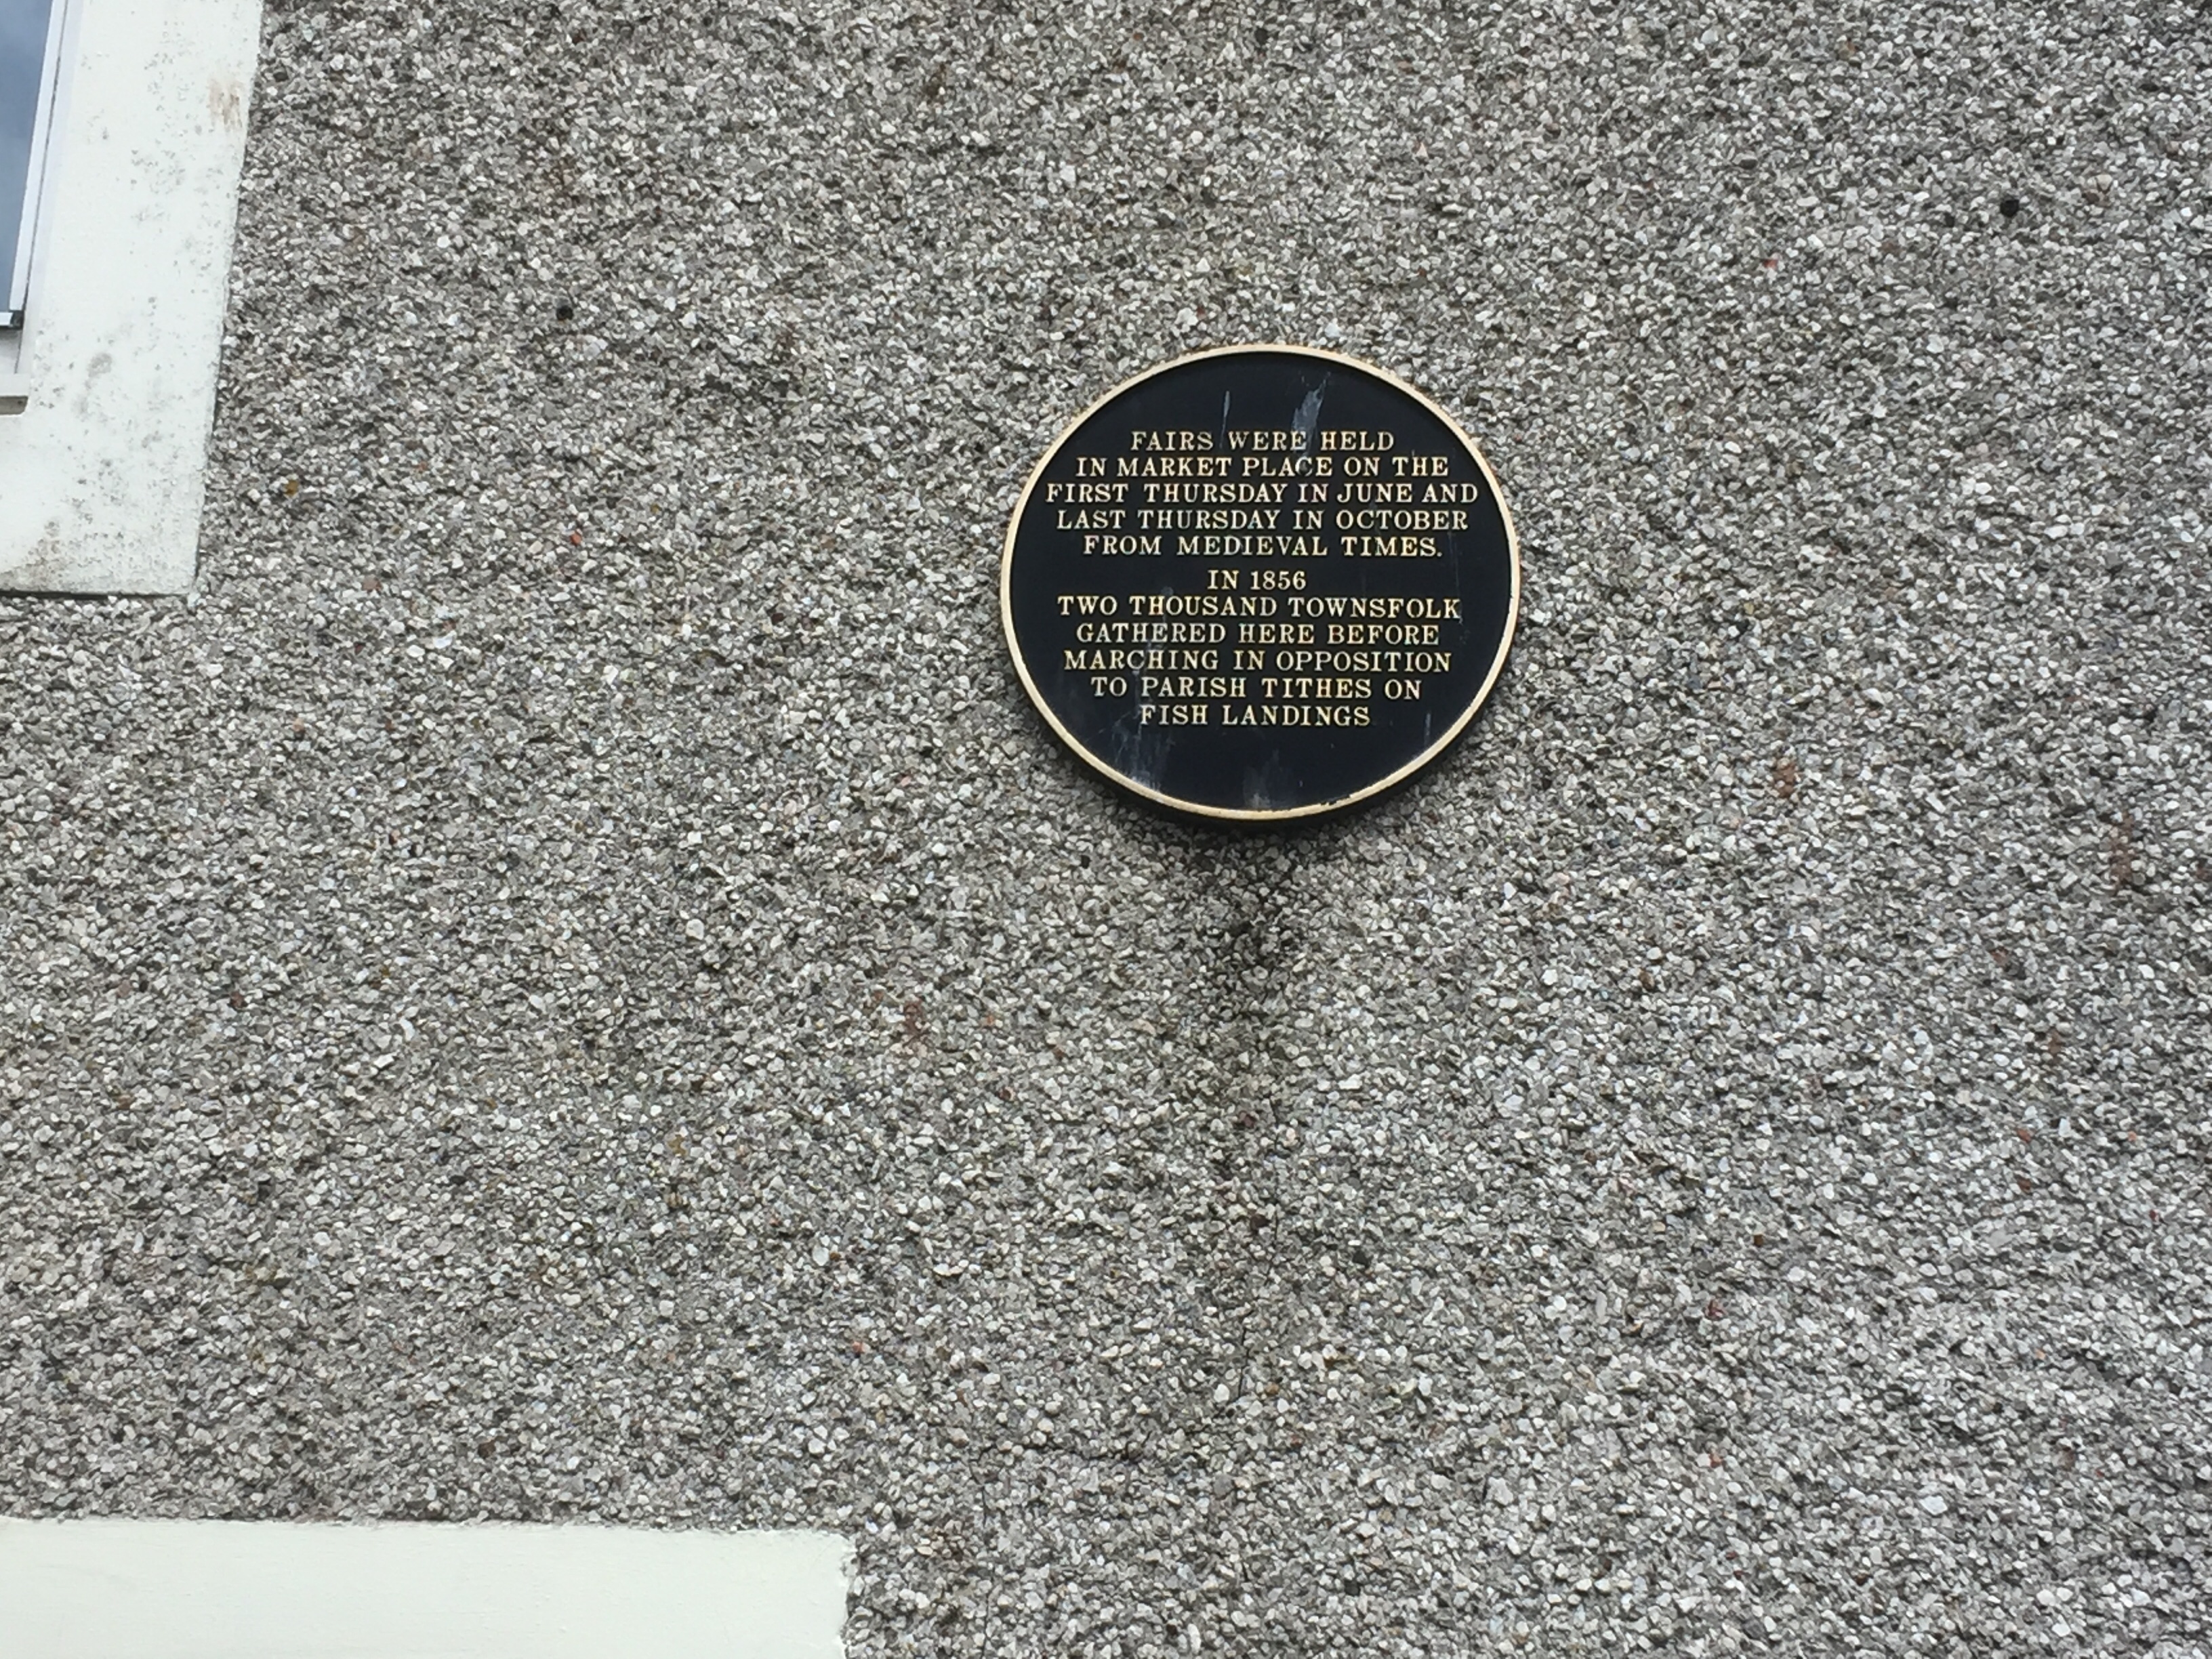 FAIRS WERE HELD
IN MARKET PLACE ON THE
FIRST THURSDAY IN JUNE AND
LAST THURSDAY IN OCTOBER
FROM MEDIEVAL TIMES.
IN 1856
TWO THOUSAND TOWNSFOLK
GATHERED HERE BEFORE
MARCHING IN OPPOSITION
TO PARISH TITHES ON
FISH LANDINGS